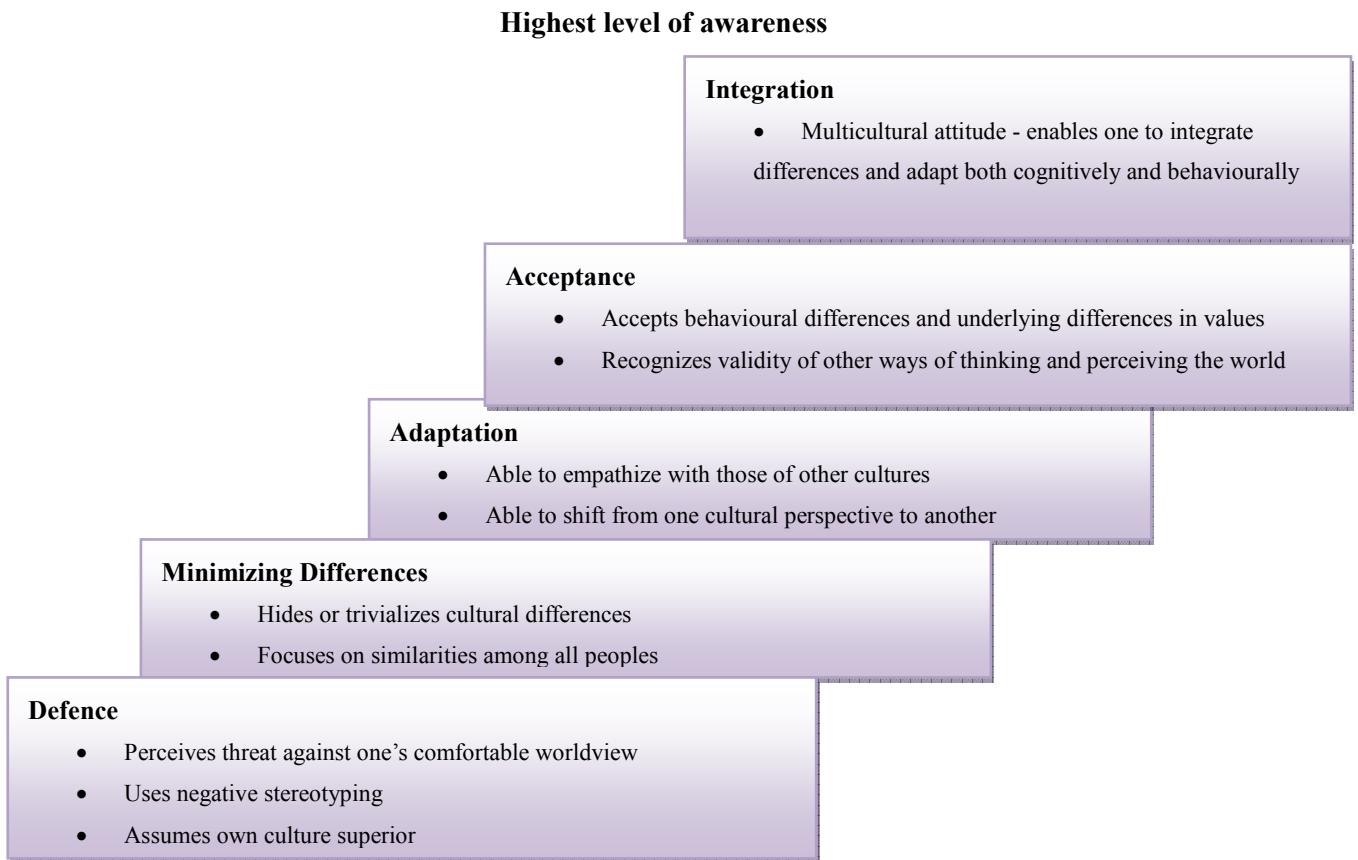 Highest level of awareness
Integration
• Multicultural attitude - enables one to integrate
differences and adapt both cognitively and behaviourally
Acceptance
• Accepts behavioural differences and underlying differences in values
• Recognizes validity of other ways of thinking and perceiving the world
Adaptation
• Able to empathize with those of other cultures
• Able to shift from one cultural perspective to another
Minimizing Differences
• Hides or trivializes cultural differences
• Focuses on similarities among all peoples
Defence
• Perceives threat against one’s comfortable worldview
• Uses negative stereotyping
• Assumes own culture superior